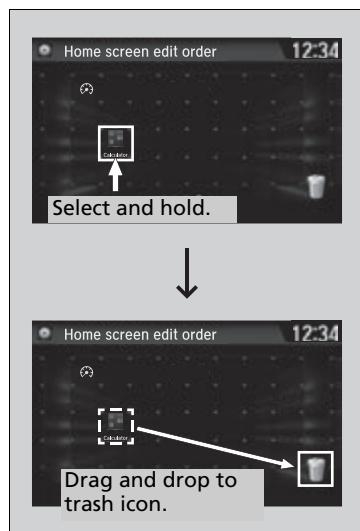 Home screen edit order 12:34
Calculator
Select and hold.
Home screen edit order 12:34
Calculator
Drag and drop to
trash icon.